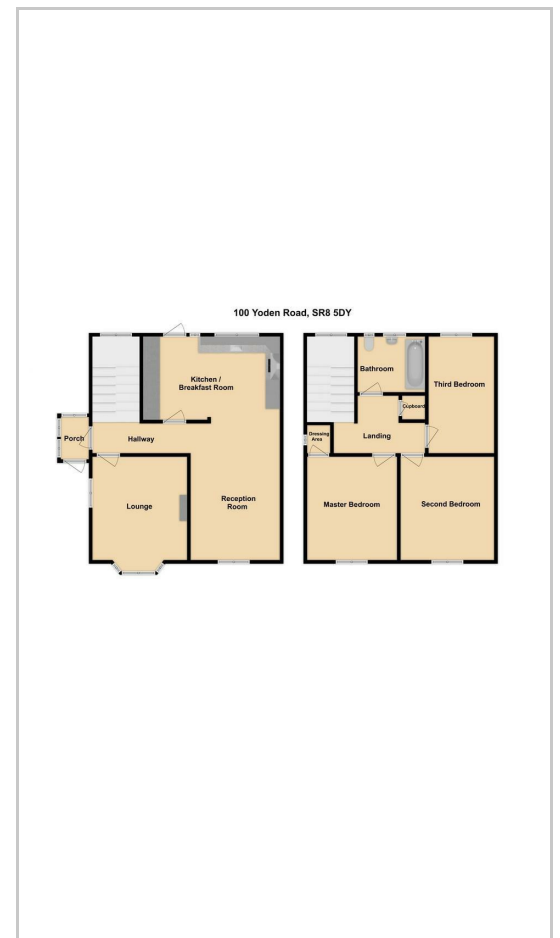 100 Yoden Road, SR8 5DY
Kitchen /
Breakfast Room
Porch
Hallway
Lounge
Reception
Room
Bathroom
Third Bedroom
Cupboard
Dressing
Area
Landing
Master Bedroom
Second Bedroom